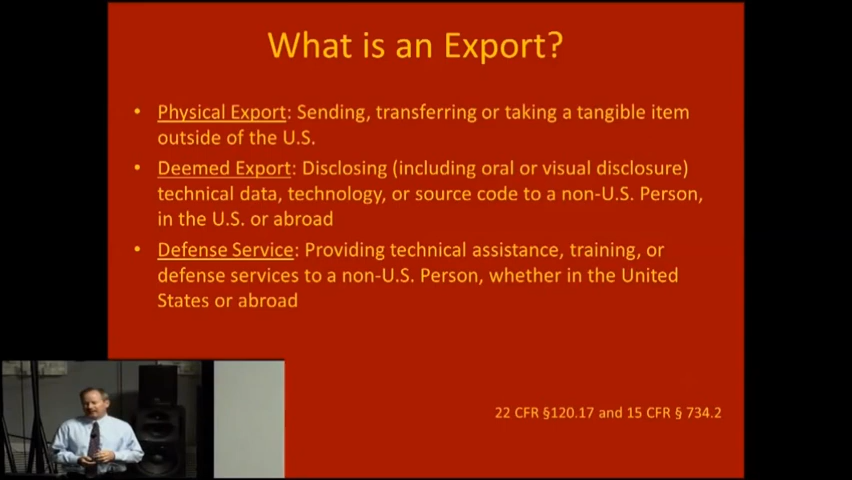 What is an Export?
• Physical Export: Sending, transferring or taking a tangible item
outside of the U.S.
• Deemed Export: Disclosing (including oral or visual disclosure)
technical data, technology, or source code to a non-U.S. Person,
in the U.S. or abroad
• Defense Service: Providing technical assistance, training, or
defense services to a non-U.S. Person, whether in the United
States or abroad
22 CFR §120.17 and 15 CFR § 734.2